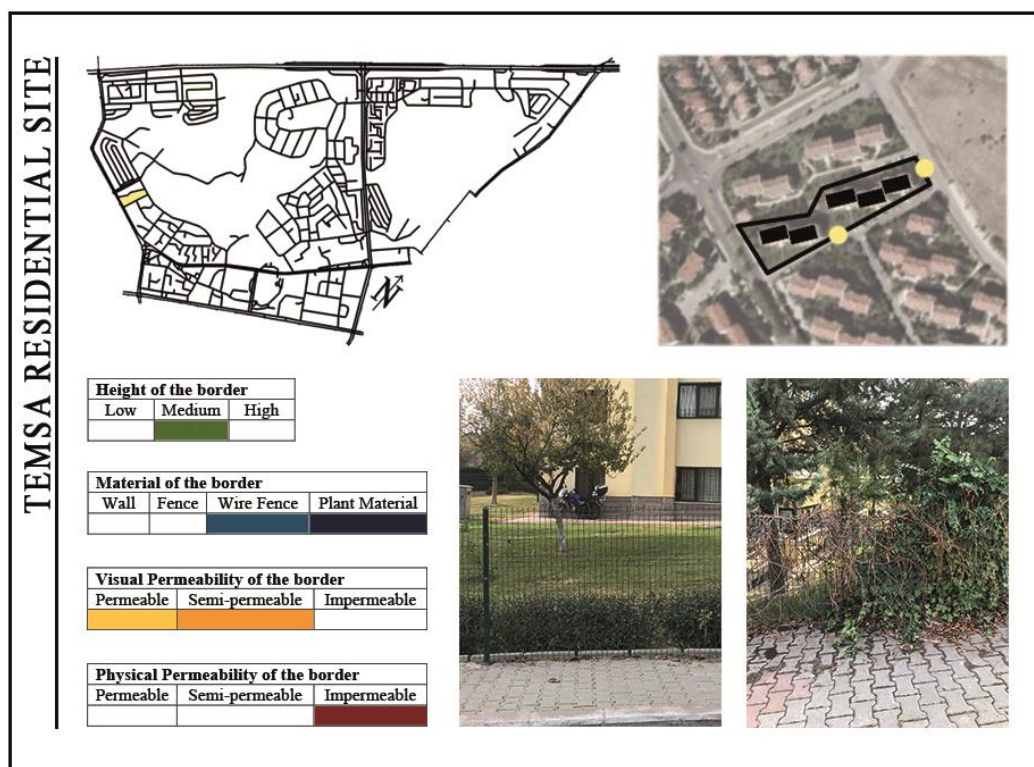 TEMSA RESIDENTIAL SITE
N
Height of the border
Low Medium High
Material of the border
Wall Fence Wire Fence Plant Material
Visual Permeability of the border
Permeable Semi-permeable Impermeable
Physical Permeability of the border
Permeable Semi-permeable Impermeable